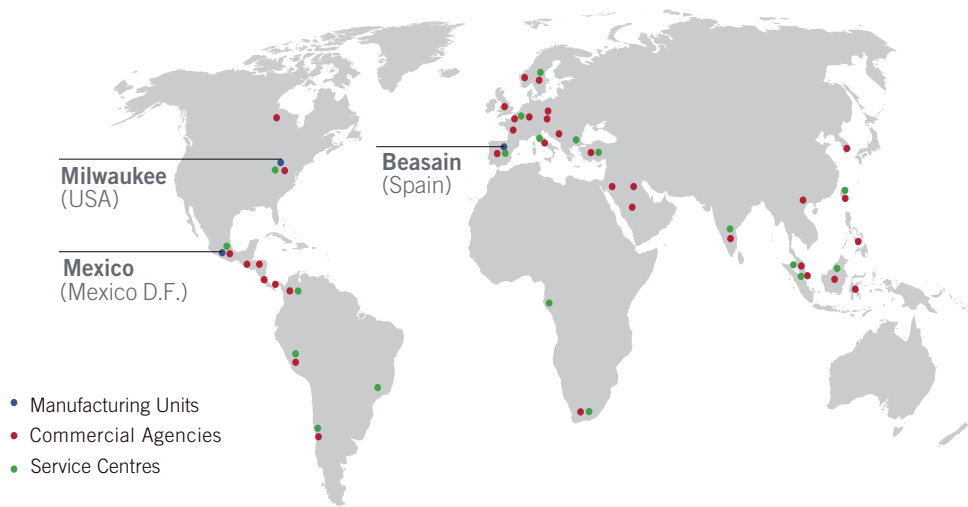 Milwaukee
(USA)
Beasain
(Spain)
Mexico
(Mexico D.F.)
Manufacturing Units
Commercial Agencies
Service Centres